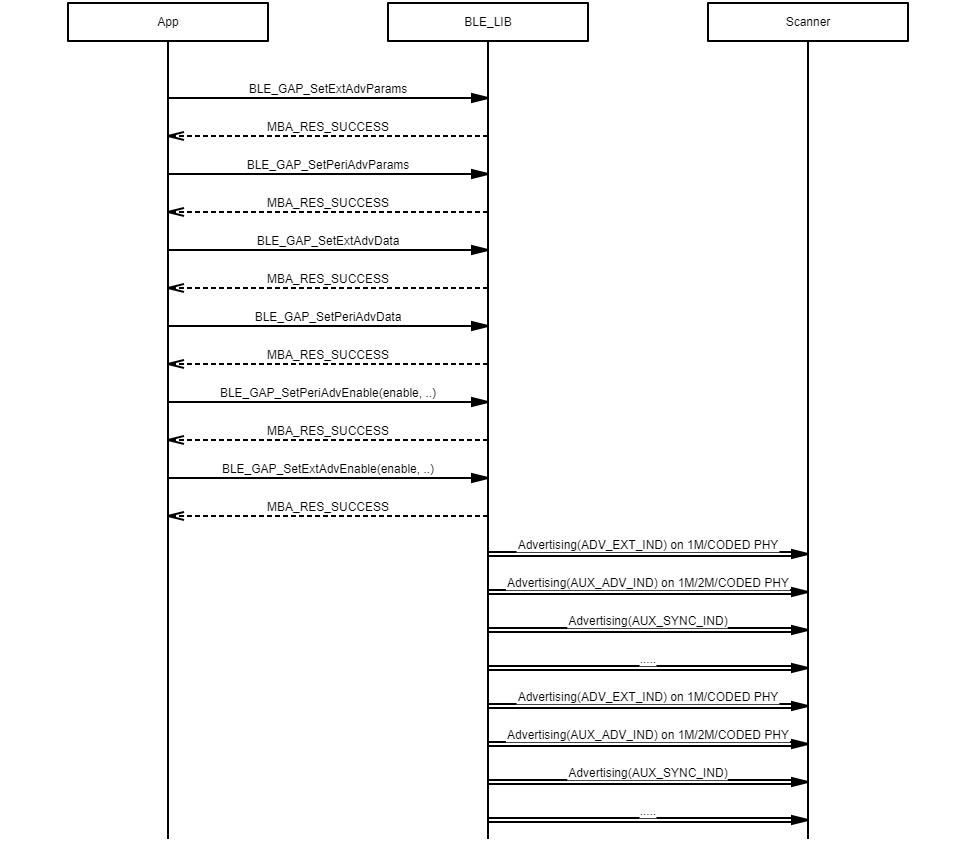 App
BLE_LIB
Scanner
BLE_GAP_SetExtAdvParams
MBA_RES_SUCCESS
BLE_GAP_SetPeriAdvParams
MBA_RES_SUCCESS
BLE_GAP_SetExtAdvData
MBA_RES_SUCCESS
BLE_GAP_SetPeriAdvData
MBA_RES_SUCCESS
BLE_GAP_SetPeriAdvEnable(enable, ..)
MBA_RES_SUCCESS
BLE_GAP_SetExtAdvEnable(enable, ..)
MBA_RES_SUCCESS
Advertising(ADV_EXT_IND) on 1M/CODED PHY
Advertising(AUX_ADV_IND) on 1M/2M/CODED PHY
Advertising(AUX_SYNC_IND)
.....
Advertising(ADV_EXT_IND) on 1M/CODED PHY
Advertising(AUX_ADV_IND) on 1M/2M/CODED PHY
Advertising(AUX_SYNC_IND)
.....